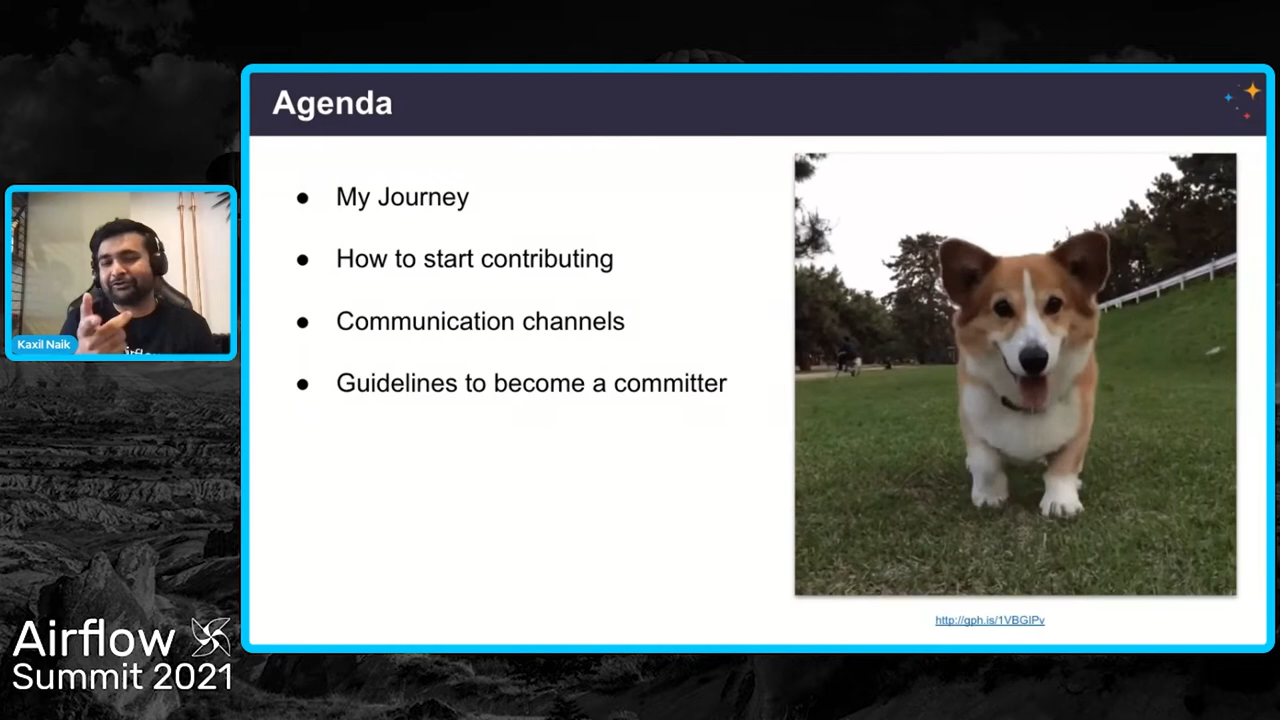 Agenda
● My Journey
● How to start contributing
● Communication channels
● Guidelines to become a committer
http://gph.is/1VBGIPv
Kaxil Naik
Airflow
Summit 2021